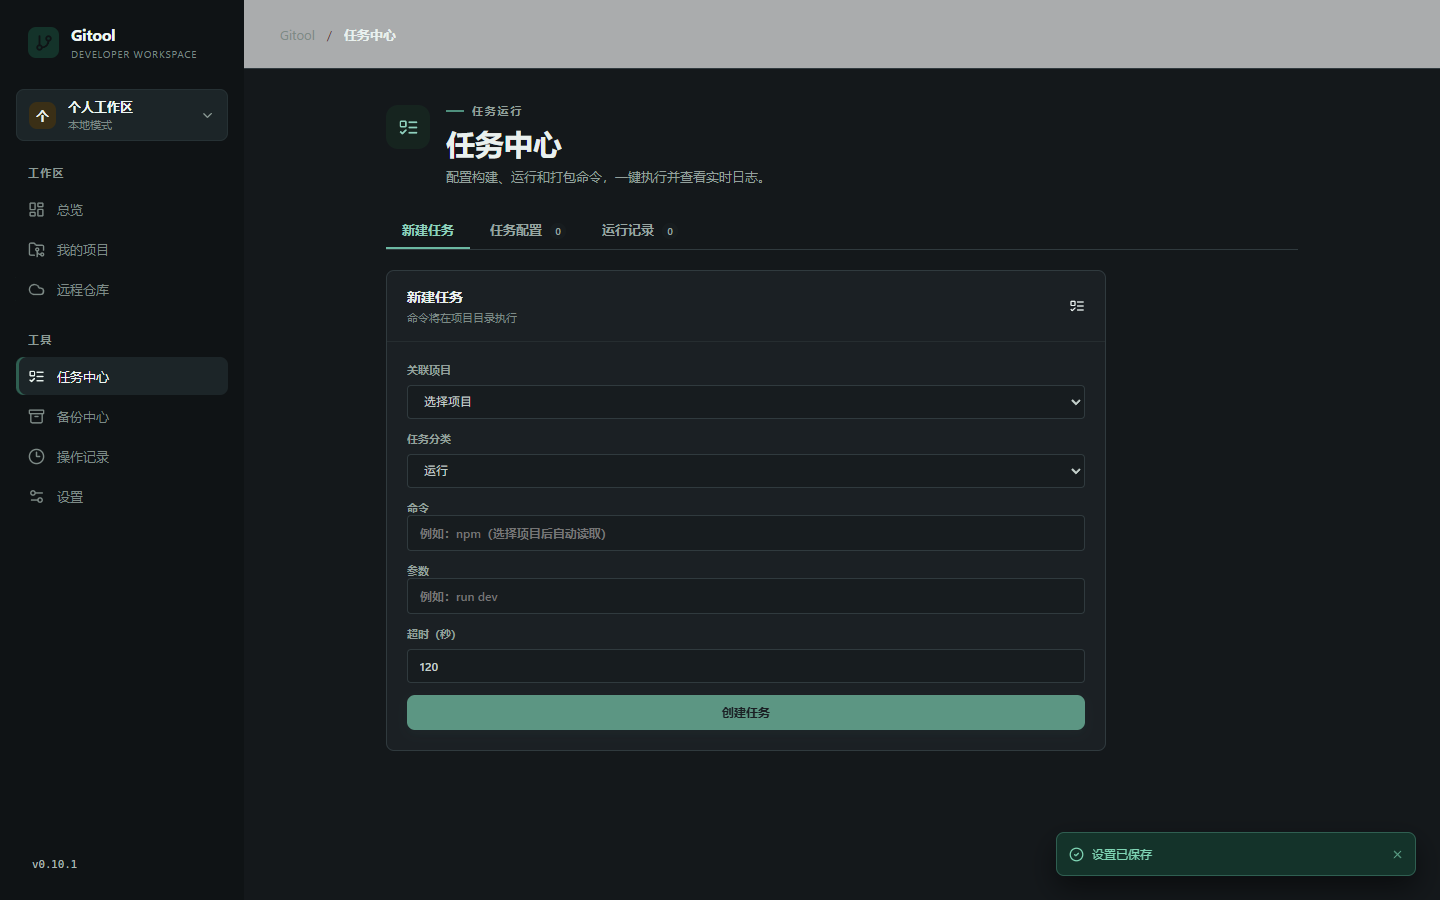 Gitool
DEVELOPER WORKSPACE
个人工作区
本地模式
工作区
总览
我的项目
远程仓库
工具
任务中心
备份中心
操作记录
设置
v0.10.1
Gitool / 任务中心
任务运行
任务中心
配置构建、运行和打包命令，一键执行并查看实时日志。
新建任务 任务配置 0 运行记录 0
新建任务
命令将在项目目录执行
关联项目
选择项目
任务分类
运行
命令
例如：npm（选择项目后自动读取）
参数
例如：run dev
超时（秒）
120
创建任务
设置已保存